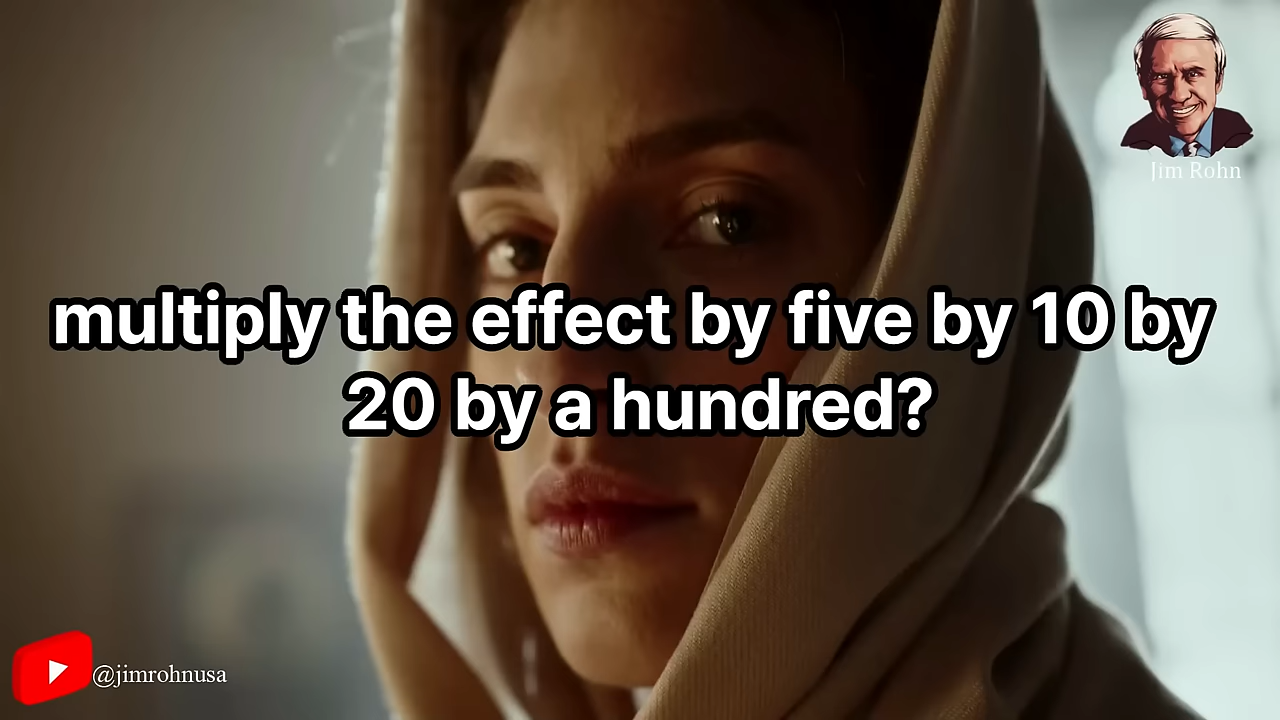 Jim Rohn
multiply the effect by five by 10 by
20 by a hundred?
@jimrohnusa